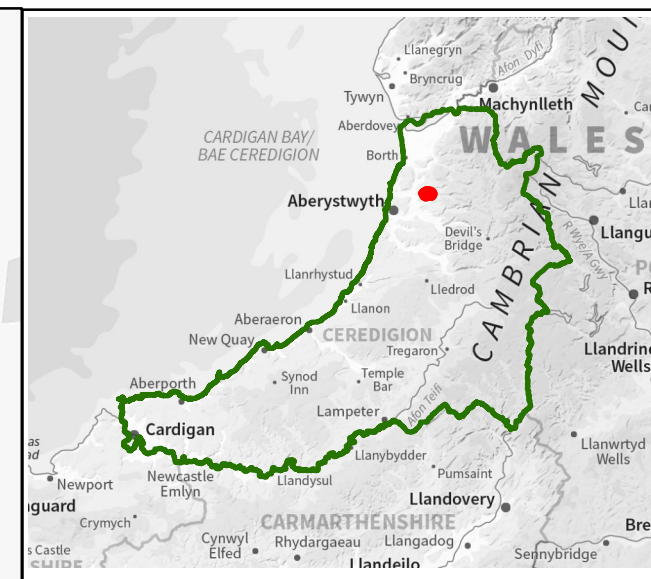 Llanegryn
Bryncrug
Afon Dyfi
MOU
Tywyn
Machynlleth
Aberdovey
CARDIGAN BAY/
BAE CEREDIGION
WALES
Borth
Aberystwyth
Devil's
Bridge
R Wye/A Gwy
Llangu
CAMBRIAN
Llanrhystud
Lledrod
Llanon
Aberaeron
CEREDIGION
New Quay
Tregaron
Llandrin
Wells
Synod
Inn
Temple
Bar
Aberporth
Lampeter
Afon Teifi
Cardigan
Llanybydder
Llanwrtyd
Wells
as
Newcastle
Emlyn
Llandysul
Pumsaint
Newport
guard
Llandovery
Crymych
CARMARTHENSHIRE
Bre
s Castle
SHIRE
Cynwyl
Elfed
Rhydargaeau
Llangadog
Sennybridge
Llandeilo